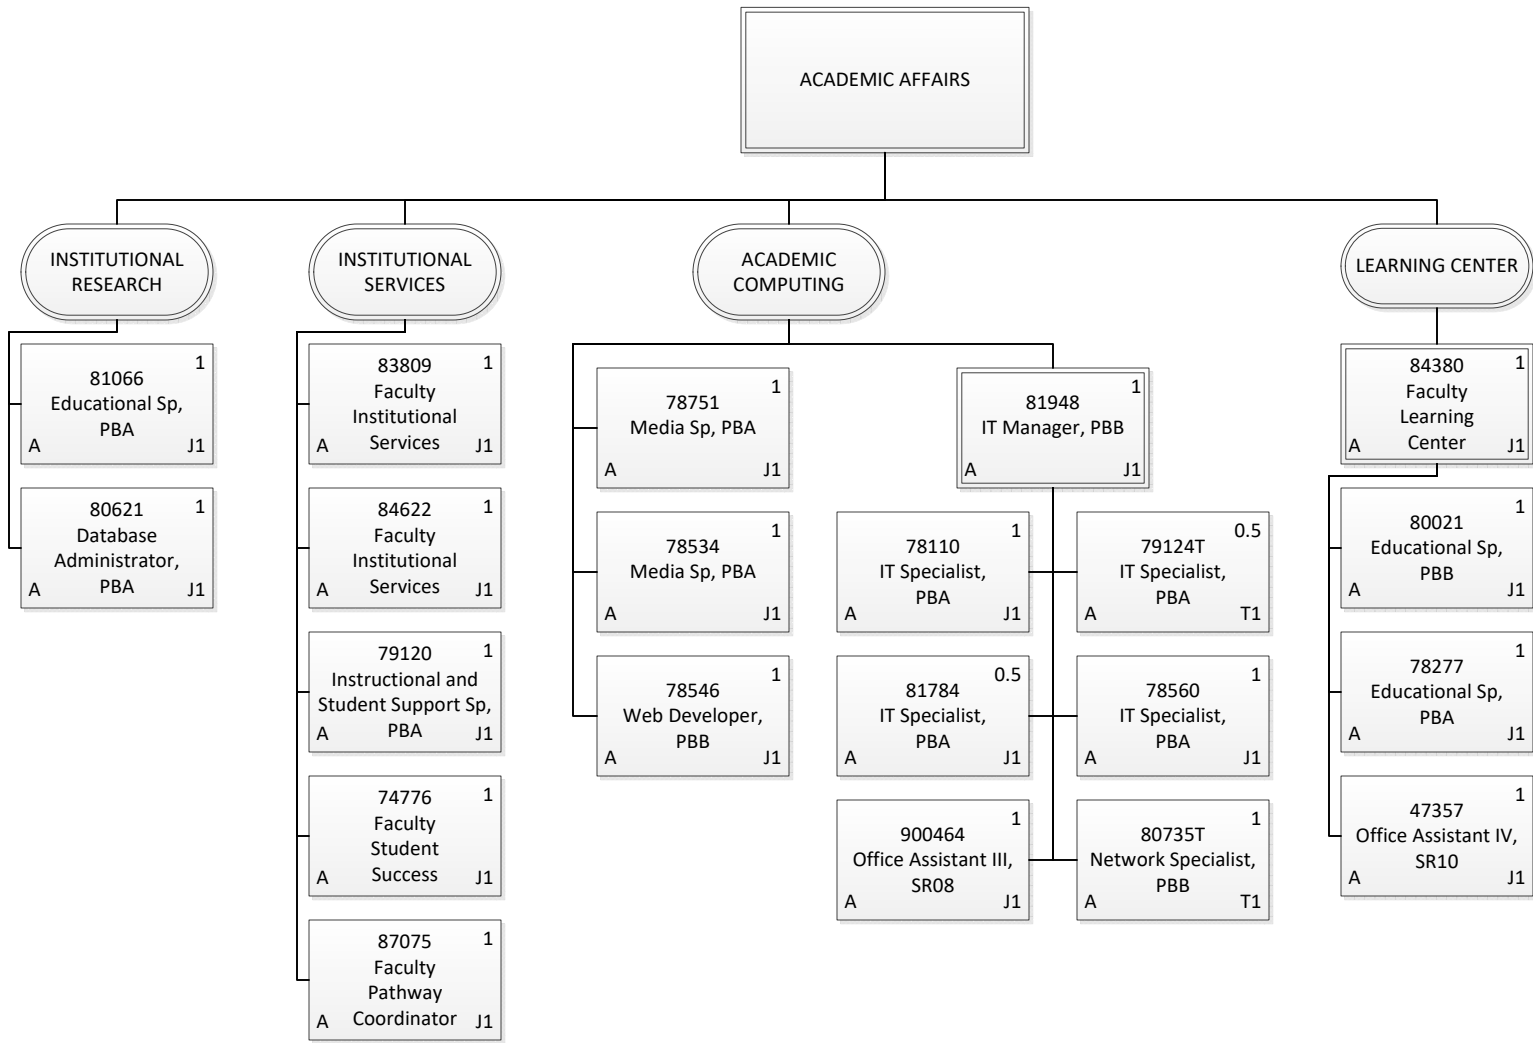 ACADEMIC AFFAIRS
INSTITUTIONAL
RESEARCH
1
81066
Educational Sp,
PBA
A J1
1
80621
Database
Administrator,
PBA
A J1
INSTITUTIONAL
SERVICES
1
83809
Faculty
Institutional
Services
A J1
1
84622
Faculty
Institutional
Services
A J1
1
79120
Instructional and
Student Support Sp,
PBA
A J1
1
74776
Faculty
Student
Success
A J1
1
87075
Faculty
Pathway
Coordinator
A J1
ACADEMIC
COMPUTING
1
78751
Media Sp, PBA
A J1
1
78534
Media Sp, PBA
A J1
1
78546
Web Developer,
PBB
A J1
1
81948
IT Manager, PBB
A J1
1
78110
IT Specialist,
PBA
A J1
0.5
79124T
IT Specialist,
PBA
A T1
0.5
81784
IT Specialist,
PBA
A J1
1
78560
IT Specialist,
PBA
A J1
1
900464
Office Assistant III,
SR08
A J1
1
80735T
Network Specialist,
PBB
A T1
LEARNING CENTER
1
84380
Faculty
Learning
Center
A J1
1
80021
Educational Sp,
PBB
A J1
1
78277
Educational Sp,
PBA
A J1
1
47357
Office Assistant IV,
SR10
A J1